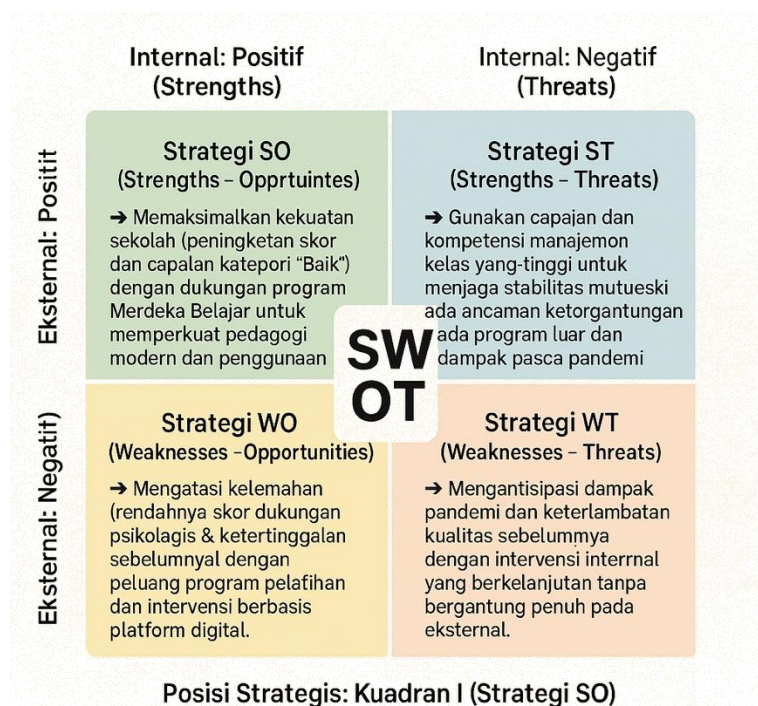 Internal: Positif
(Strengths)
Internal: Negatif
(Threats)
Eksternal: Positit
Strategi SO
(Strengths – Opprtuintes)
➔ Memaksimalkan kekuatan
sekolah (peningketan skor
dan capalan katepori “Baik”)
dengan dukungan program
Merdeka Belajar untuk
memperkuat pedagogi
modern dan penggunaan
Strategi ST
(Strengths – Threats)
➔ Gunakan capajan dan
kompetensi manajemon
kelas yang-tinggi untuk
menjaga stabilitas mutueski
ada ancaman ketorgantungan
ada program luar dan
dampak pasca pandemi
SW
OT
Eksternal: Negatif)
Strategi WO
(Weaknesses –Opportunities)
➔ Mengatasi kelemahan
(rendahnya skor dukungan
psikolagis & ketertinggalan
sebelumnyal dengan
peluang program pelafihan
dan intervensi berbasis
platform digital.
Strategi WT
(Weaknesses – Threats)
➔ Mengantisipasi dampak
pandemi dan keterlambatan
kualitas sebelummya
dengan intervensi interrnal
yang berkelanjutan tanpa
bergantung penuh pada
eksternal.
Posisi Strategis: Kuadran I (Strategi SO)